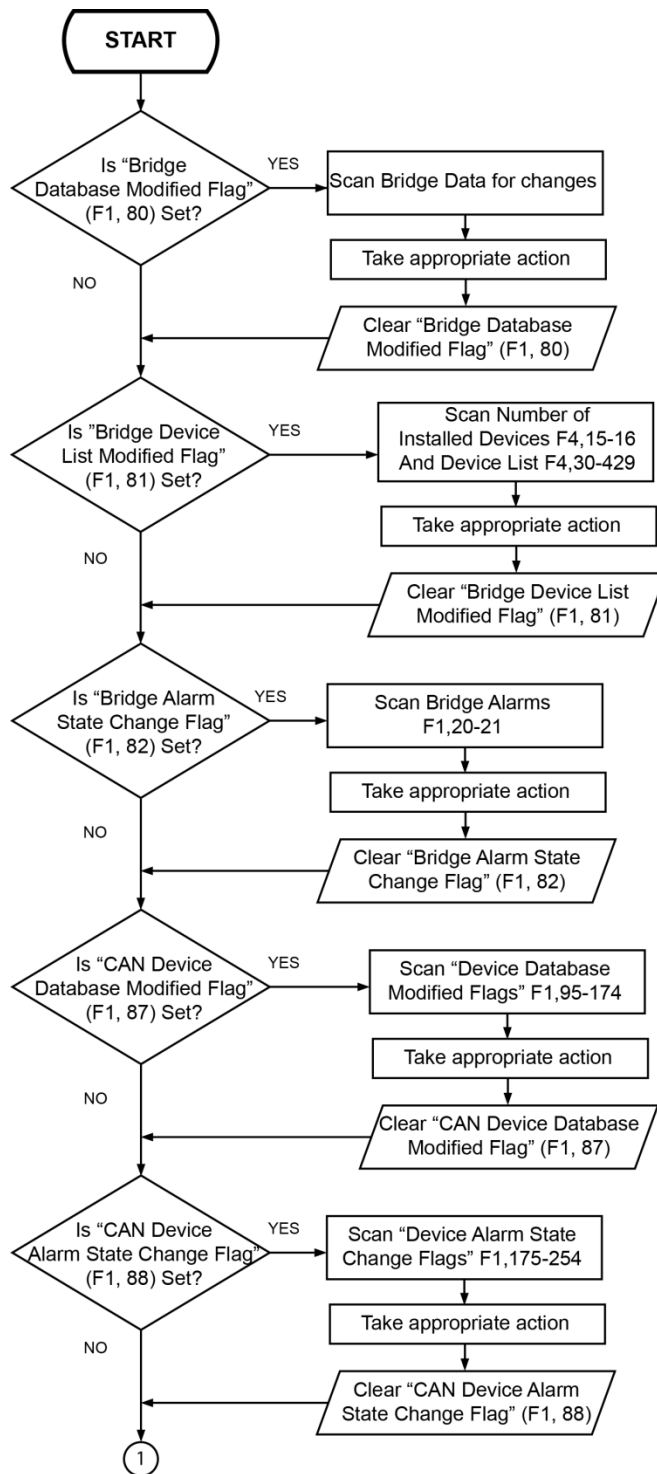 START
Is “Bridge
Database Modified Flag”
(F1, 80) Set?
YES
Scan Bridge Data for changes
Take appropriate action
NO
Clear “Bridge Database
Modified Flag” (F1, 80)
Is ”Bridge Device
List Modified Flag”
(F1, 81) Set?
YES
Scan Number of
Installed Devices F4,15-16
And Device List F4,30-429
Take appropriate action
NO
Clear “Bridge Device List
Modified Flag” (F1, 81)
Is “Bridge Alarm
State Change Flag”
(F1, 82) Set?
YES
Scan Bridge Alarms
F1,20-21
Take appropriate action
NO
Clear “Bridge Alarm State
Change Flag” (F1, 82)
Is “CAN Device
Database Modified Flag”
(F1, 87) Set?
YES
Scan “Device Database
Modified Flags” F1,95-174
Take appropriate action
NO
Clear “CAN Device Database
Modified Flag” (F1, 87)
Is “CAN Device
Alarm State Change Flag”
(F1, 88) Set?
YES
Scan “Device Alarm State
Change Flags” F1,175-254
Take appropriate action
NO
Clear “CAN Device Alarm
State Change Flag” (F1, 88)
1